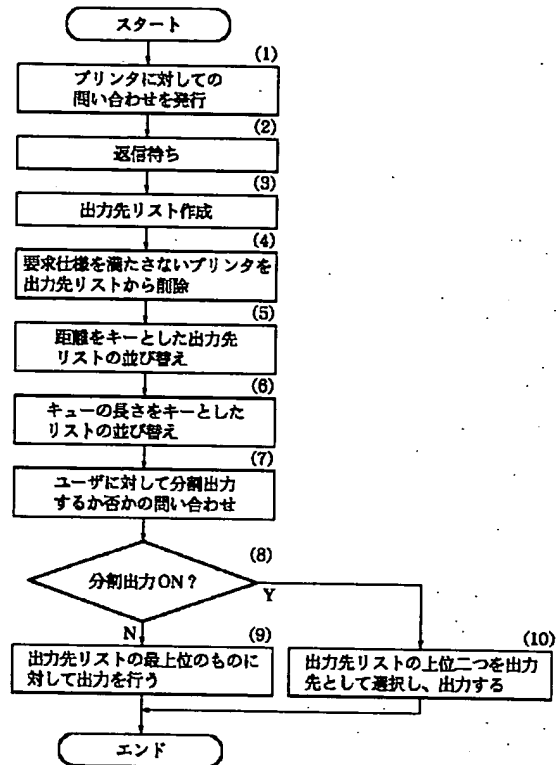 スタート
(1)
プリンタに対しての
問い合わせを発行
(2)
返信待ち
(3)
出力先リスト作成
(4)
要求仕様を満たさないプリンタを
出力先リストから削除
(5)
距離をキーとした出力先
リストの並び替え
(6)
キューの長さをキーとした
リストの並び替え
(7)
ユーザに対して分割出力
するか否かの問い合わせ
(8)
分割出力ON？
Y
N
(9)
出力先リストの最上位のものに
対して出力を行う
(10)
出力先リストの上位二つを出力
先として選択し、出力する
エンド